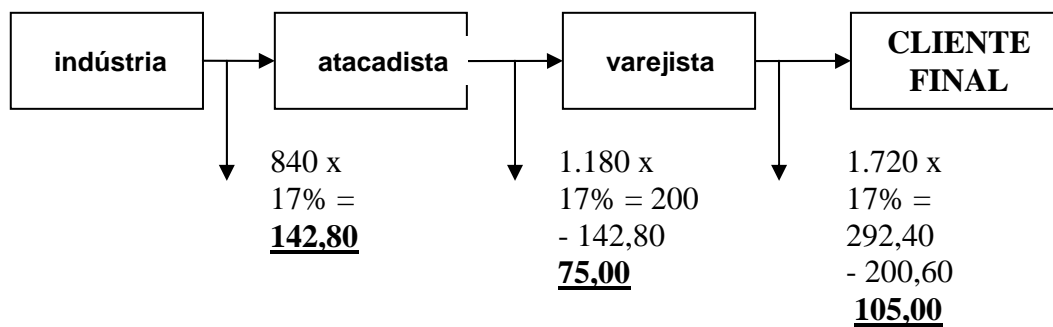 indústria
atacadista
varejista
CLIENTE
FINAL
840 x
17% =
142,80
1.180 x
17% = 200
- 142,80
75,00
1.720 x
17% =
292,40
- 200,60
105,00